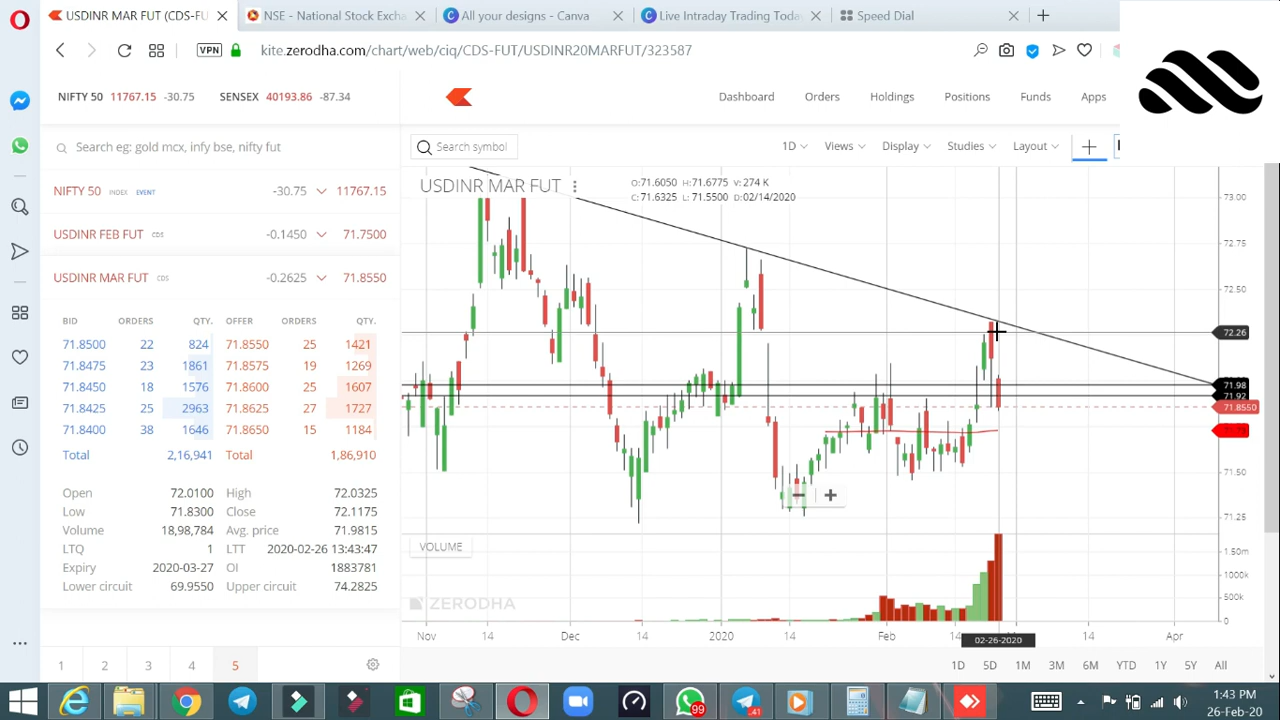 USDINR MAR FUT (CDS-FU
NSE - National Stock Excha
All your designs - Canva
Live Intraday Trading Toda
Speed Dial
VPN
kite.zerodha.com/chart/web/ciq/CDS-FUT/USDINR20MARFUT/323587
NIFTY 50 11767.15 -30.75 SENSEX 40193.86 -87.34
Dashboard Orders Holdings Positions Funds Apps
Search eg: gold mcx, infy bse, nifty fut
Search symbol
1D Views Display Studies Layout
NIFTY 50 INDEX EVENT -30.75 11767.15
USDINR FEB FUT CDS -0.1450 71.7500
USDINR MAR FUT CDS -0.2625 71.8550
BID ORDERS QTY. OFFER ORDERS QTY.
71.8500 22 824 71.8550 25 1421
71.8475 23 1861 71.8575 11 1269
71.8450 18 1576 71.8600 25 1607
71.8425 25 2963 71.8625 27 1727
71.8400 38 1646 71.8650 15 1184
Total 2,16,941 Total 1,86,910
Open 72.0100 High 72.0325
Low 71.8300 Close 72.1175
Volume 18,98,784 Avg. price 71.9815
LTQ 1 LTT 2020-02-26 13:43:47
Expiry 2020-03-27 OI 1883781
Lower circuit 69.9550 Upper circuit 74.2825
1 2 3 4 5
USDINR MAR FUT
O:71.6050 H:71.6775 V: 274 K
C:71.6325 L: 71.5500 D:02/14/2020
73.00
72.75
72.50
72.26
71.98
71.92
71.8550
71.50
71.25
VOLUME
1.50m
1000k
500k
0
ZERODHA
Nov 14 Dec 14 2020 14 Feb 14 14 Apr
02-26-2020
1D 5D 1M 3M 6M YTD 1Y 5Y All
99
41
1:43 PM
26-Feb-20